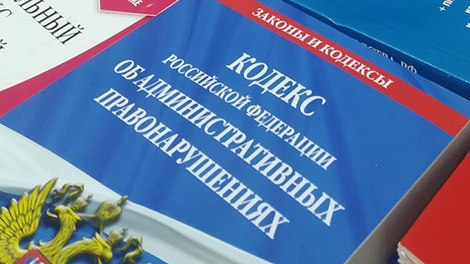 ЗАКОНЫ И КОДЕКСЫ
КОДЕКС
РОССИЙСКОЙ ФЕДЕРАЦИИ
ОБ АДМИНИСТРАТИВНЫХ
ПРАВОНАРУШЕНИЯХ